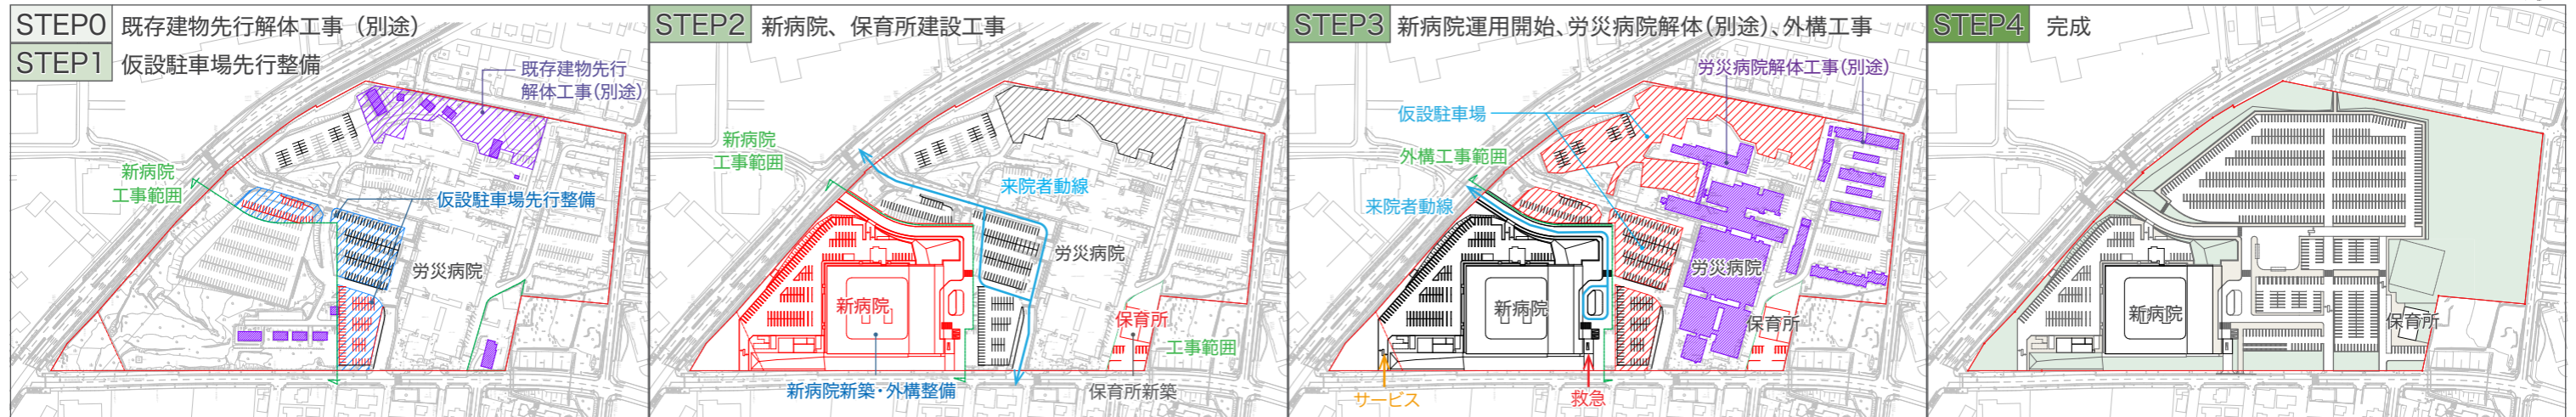 STEP0 既存建物先行解体工事（別途）
STEP1 仮設駐車場先行整備
既存建物先行
解体工事(別途)
新病院
工事範囲
仮設駐車場先行整備
労災病院
STEP2 新病院、保育所建設工事
新病院
工事範囲
来院者動線
労災病院
新病院
保育所
工事範囲
新病院新築・外構整備
保育所新築
STEP3 新病院運用開始、労災病院解体(別途)、外構工事
労災病院解体工事(別途)
仮設駐車場
外構工事範囲
来院者動線
労災病院
新病院
保育所
サービス
救急
STEP4 完成
新病院
保育所